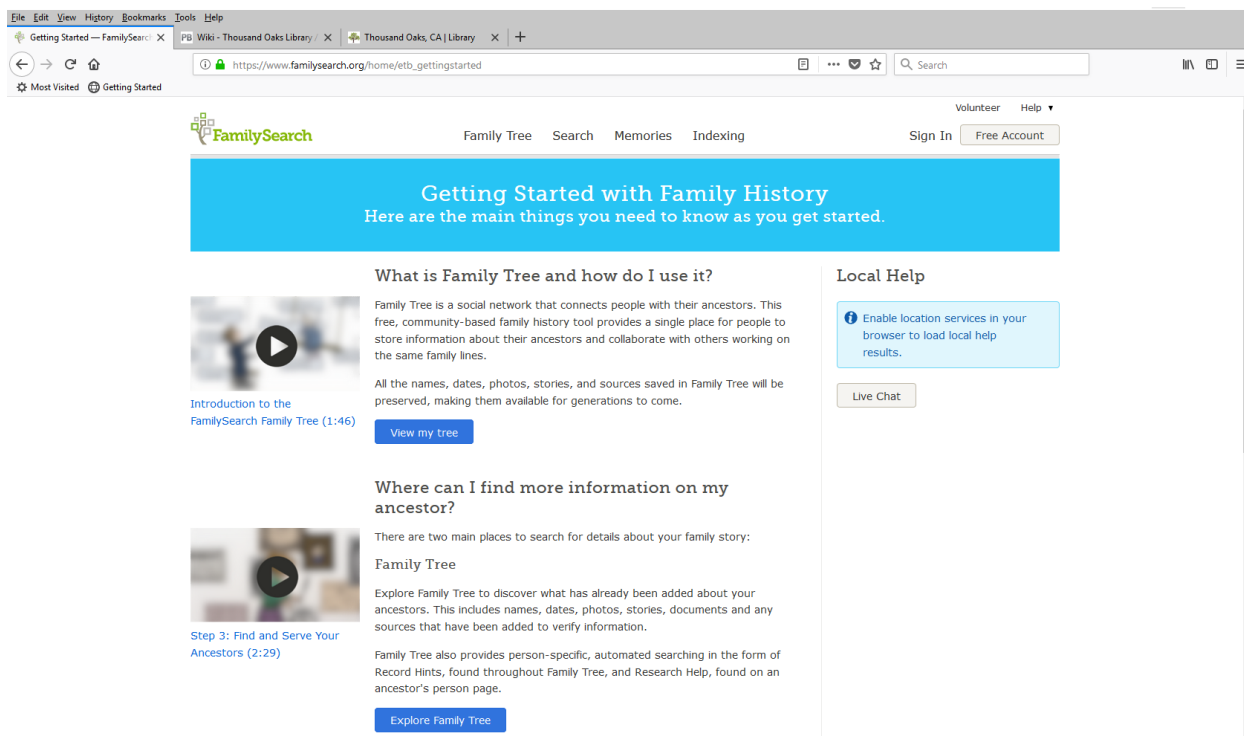 File Edit View History Bookmarks Tools Help
Getting Started — FamilySearch
PB Wiki - Thousand Oaks Library /
Thousand Oaks, CA | Library
https://www.familysearch.org/home/etb_gettingstarted
Search
Most Visited Getting Started
Volunteer Help
FamilySearch
Family Tree Search Memories Indexing
Sign In Free Account
Getting Started with Family History
Here are the main things you need to know as you get started.
Introduction to the
FamilySearch Family Tree (1:46)
What is Family Tree and how do I use it?
Family Tree is a social network that connects people with their ancestors. This
free, community-based family history tool provides a single place for people to
store information about their ancestors and collaborate with others working on
the same family lines.
All the names, dates, photos, stories, and sources saved in Family Tree will be
preserved, making them available for generations to come.
View my tree
Step 3: Find and Serve Your
Ancestors (2:29)
Where can I find more information on my
ancestor?
There are two main places to search for details about your family story:
Family Tree
Explore Family Tree to discover what has already been added about your
ancestors. This includes names, dates, photos, stories, documents and any
sources that have been added to verify information.
Family Tree also provides person-specific, automated searching in the form of
Record Hints, found throughout Family Tree, and Research Help, found on an
ancestor's person page.
Explore Family Tree
Local Help
Enable location services in your
browser to load local help
results.
Live Chat